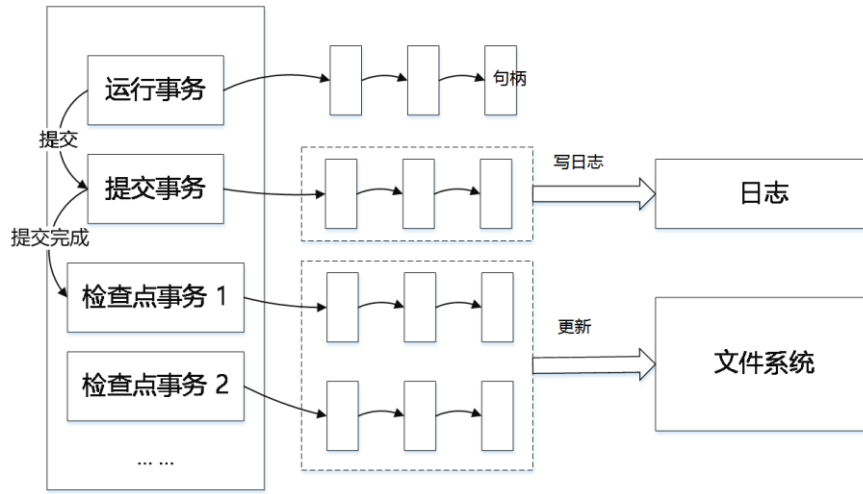 运行事务
句柄
提交
提交事务
写日志
日志
提交完成
检查点事务 1
更新
文件系统
检查点事务 2
... ...